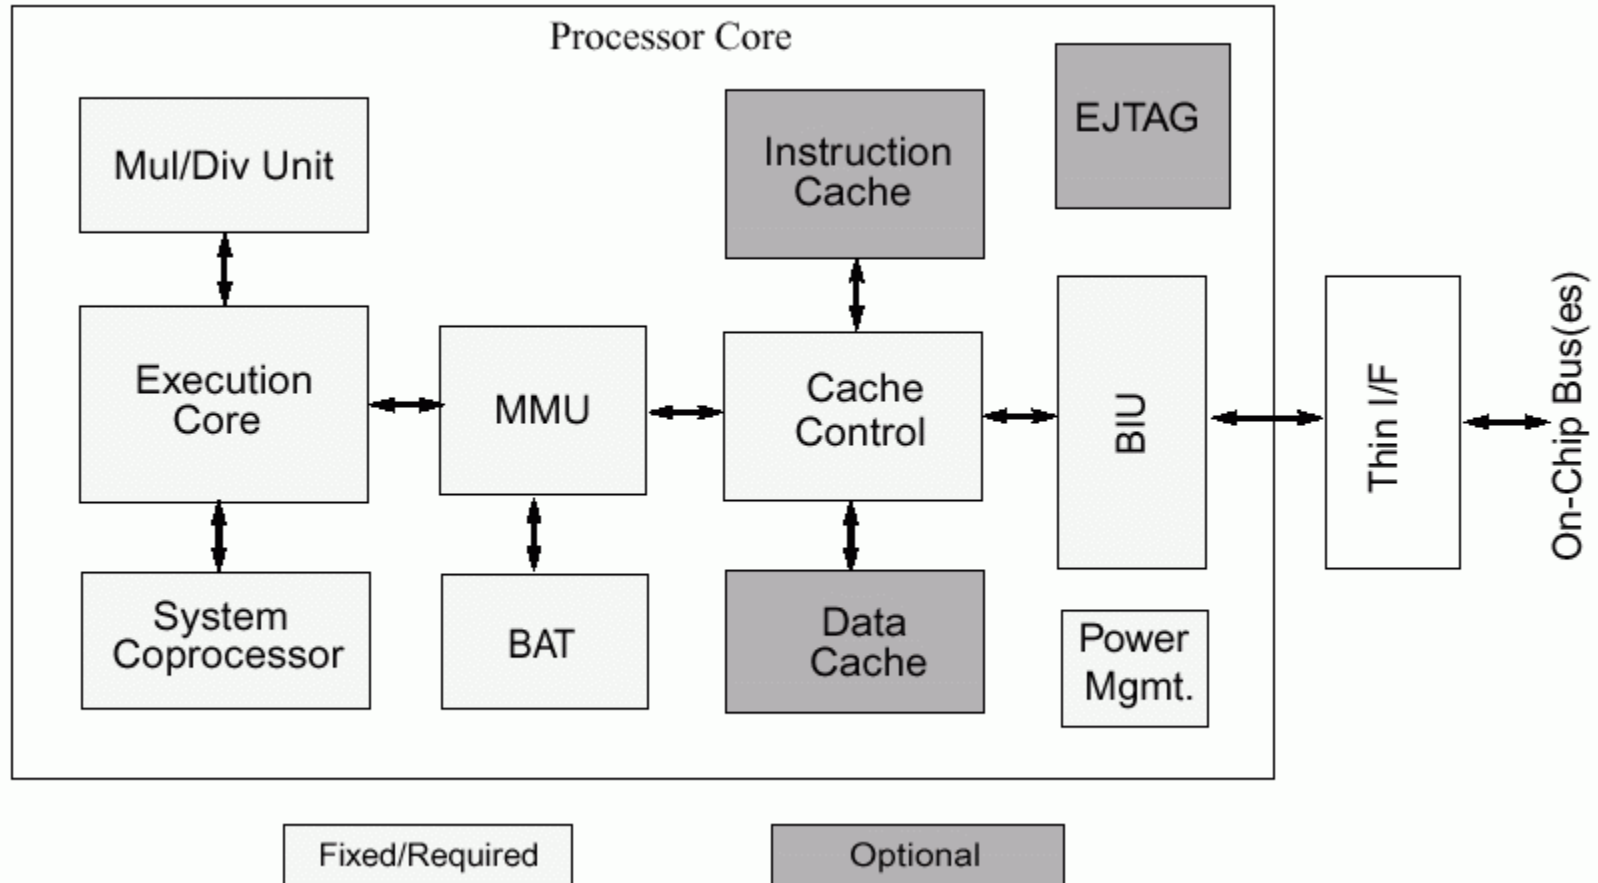 Processor Core
EJTAG
Mul/Div Unit
Instruction
Cache
Execution
Core
MMU
Cache
Control
BIU
Thin I/F
On-Chip Bus(es)
System
Coprocessor
BAT
Data
Cache
Power
Mgmt.
Fixed/Required
Optional